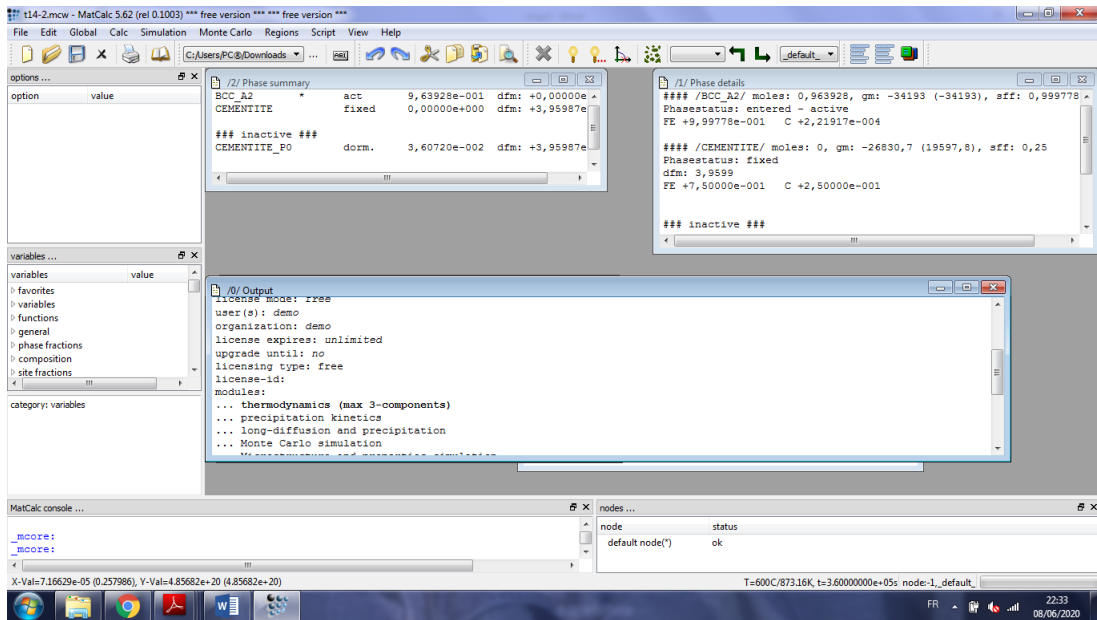 t14-2.mcw - MatCalc 5.62 (rel 0.1003) *** free version *** *** free version ***
File Edit Global Calc Simulation Monte Carlo Regions Script View Help
C:/Users/PC®/Downloads ... _default_
options ...
option value
/2/ Phase summary
BCC_A2 * act 9,63928e-001 dfm: +0,00000e
CEMENTITE fixed 0,00000e+000 dfm: +3,95987e
### inactive ###
CEMENTITE_P0 dorm. 3,60720e-002 dfm: +3,95987e
/1/ Phase details
#### /BCC_A2/ moles: 0,963928, gm: -34193 (-34193), sff: 0,999778
Phasestatus: entered - active
FE +9,99778e-001 C +2,21917e-004
#### /CEMENTITE/ moles: 0, gm: -26830,7 (19597,8), sff: 0,25
Phasestatus: fixed
dfm: 3,9599
FE +7,50000e-001 C +2,50000e-001
### inactive ###
variables ...
variables value
favorites
variables
functions
general
phase fractions
composition
site fractions
category: variables
/0/ Output
license mode: free
user(s): demo
organization: demo
license expires: unlimited
upgrade until: no
licensing type: free
license-id:
modules:
... thermodynamics (max 3-components)
... precipitation kinetics
... long-diffusion and precipitation
... Monte Carlo simulation
... Microstructure and properties simulation
MatCalc console ...
_mcore:
_mcore:
nodes ...
node status
default node(*) ok
X-Val=7.16629e-05 (0.257986), Y-Val=4.85682e+20 (4.85682e+20)
T=600C/873.16K, t=3.60000000e+05s node:-1,_default_
FR
22:33
08/06/2020